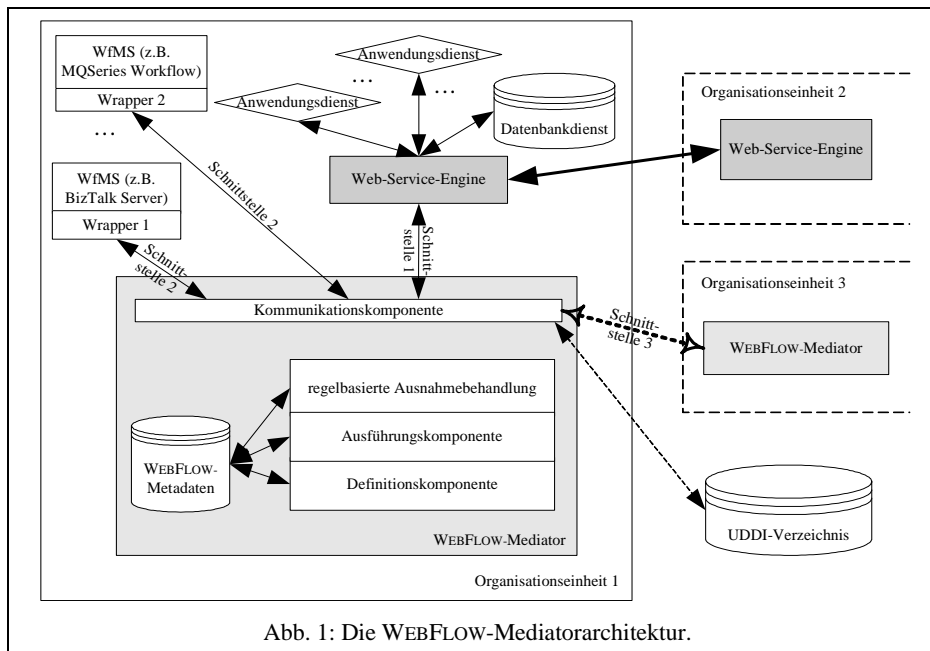 WfMS (z.B.
MQSeries Workflow)
Wrapper 2
…
WfMS (z.B.
BizTalk Server)
Wrapper 1
Anwendungsdienst
…
…
Anwendungsdienst
Datenbankdienst
Web-Service-Engine
Organisationseinheit 2
Web-Service-Engine
Schnittstelle 2
Schnitt-
stelle 1
Schnitt-
stelle 2
Kommunikationskomponente
Schnitt-
stelle 3
Organisationseinheit 3
WEBFLOW-Mediator
regelbasierte Ausnahmebehandlung
Ausführungskomponente
Definitionskomponente
WEBFLOW-
Metadaten
WEBFLOW-Mediator
UDDI-Verzeichnis
Organisationseinheit 1
Abb. 1: Die WEBFLOW-Mediatorarchitektur.